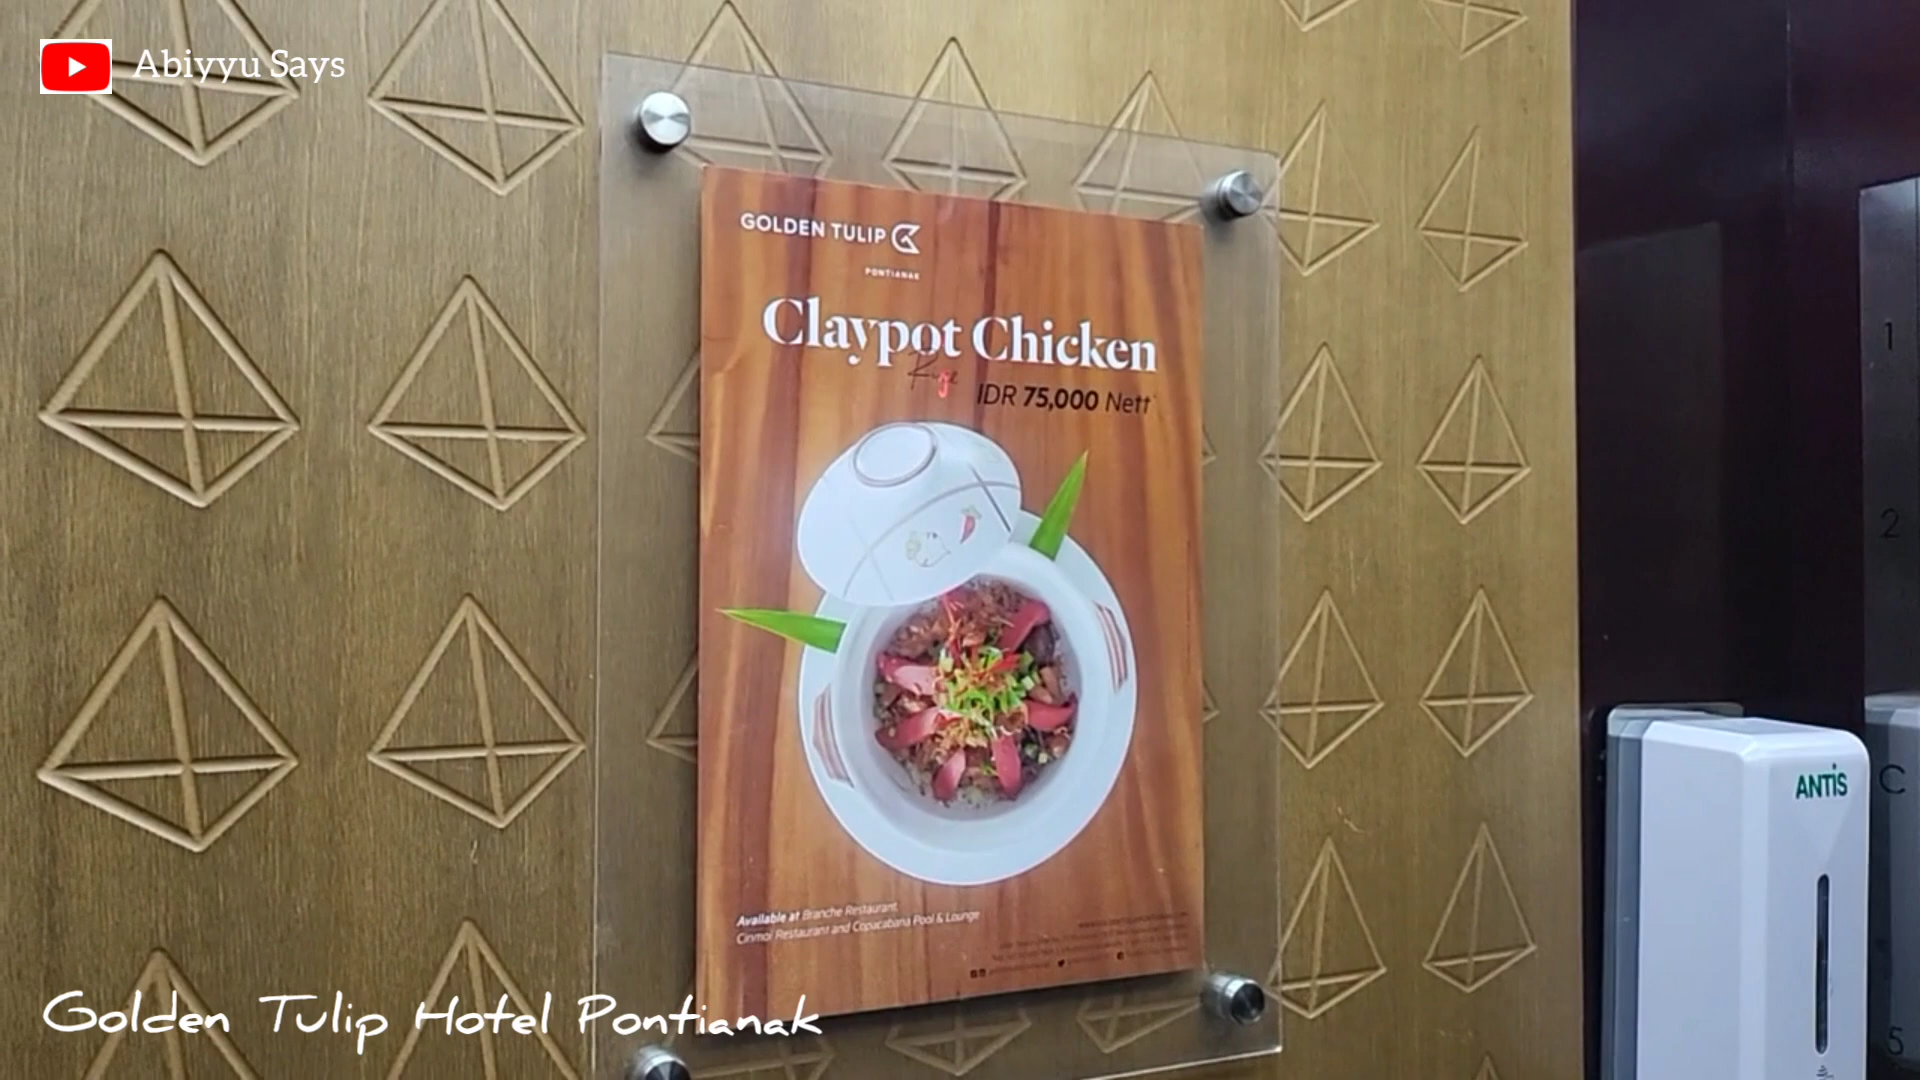 Abiyyu Says
GOLDEN TULIP
PONTIANAK
Claypot Chicken
IDR 75,000 Nett
Available at Branche Restaurant,
Cinmoi Restaurant and Copacabana Pool & Lounge
1
2
ANTIS
C
5
Golden Tulip Hotel Pontianak